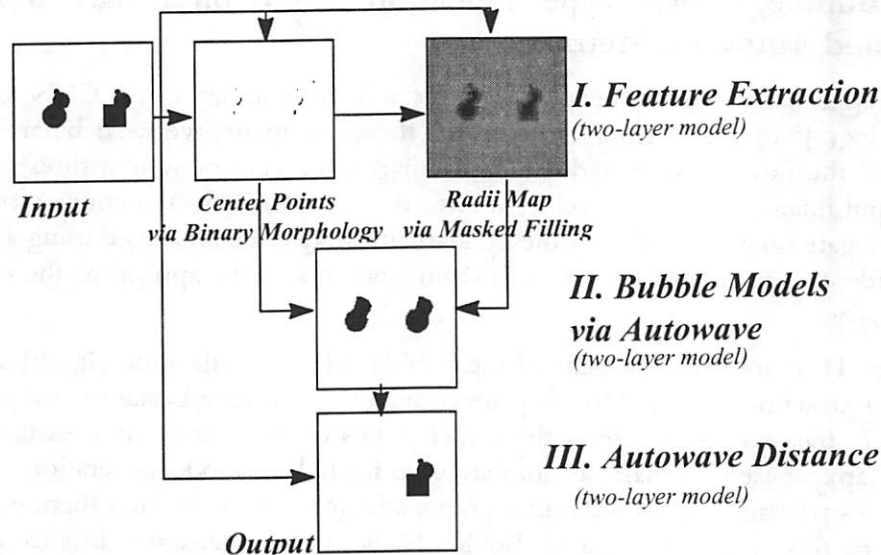 I. Feature Extraction
(two-layer model)
Input
Center Points
via Binary Morphology
Radii Map
via Masked Filling
II. Bubble Models
via Autowave
(two-layer model)
III. Autowave Distance
(two-layer model)
Output